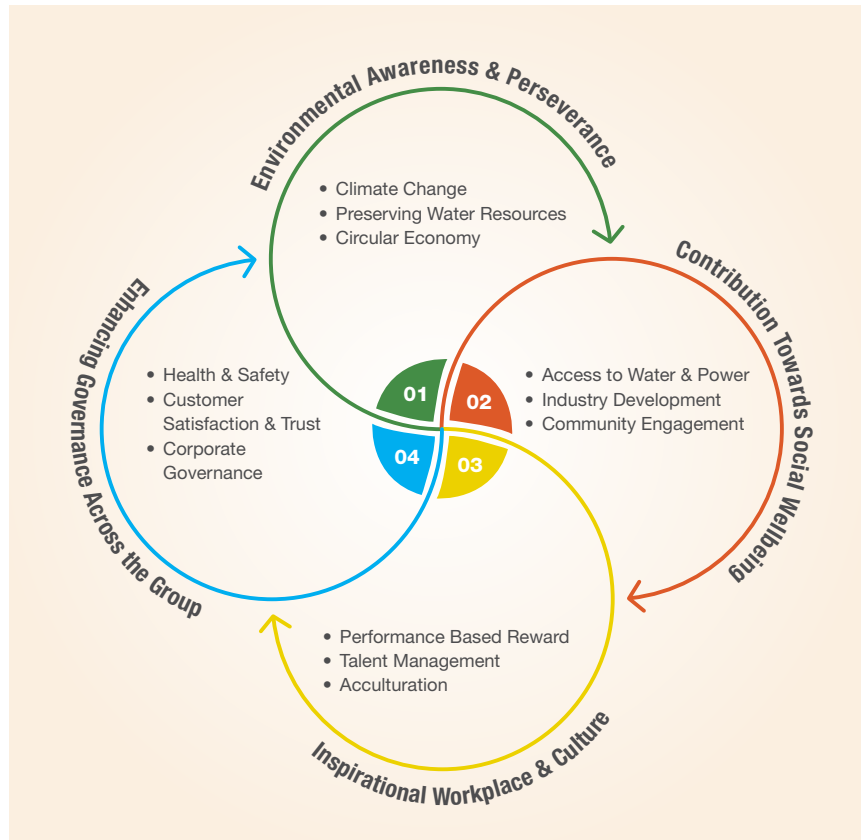 Environmental Awareness & Perseverance
• Climate Change
• Preserving Water Resources
• Circular Economy
01
Contribution Towards Social Wellbeing
• Access to Water & Power
• Industry Development
• Community Engagement
02
Inspirational Workplace & Culture
• Performance Based Reward
• Talent Management
• Acculturation
03
Enhancing Governance Across the Group
• Health & Safety
• Customer
Satisfaction & Trust
• Corporate
Governance
04